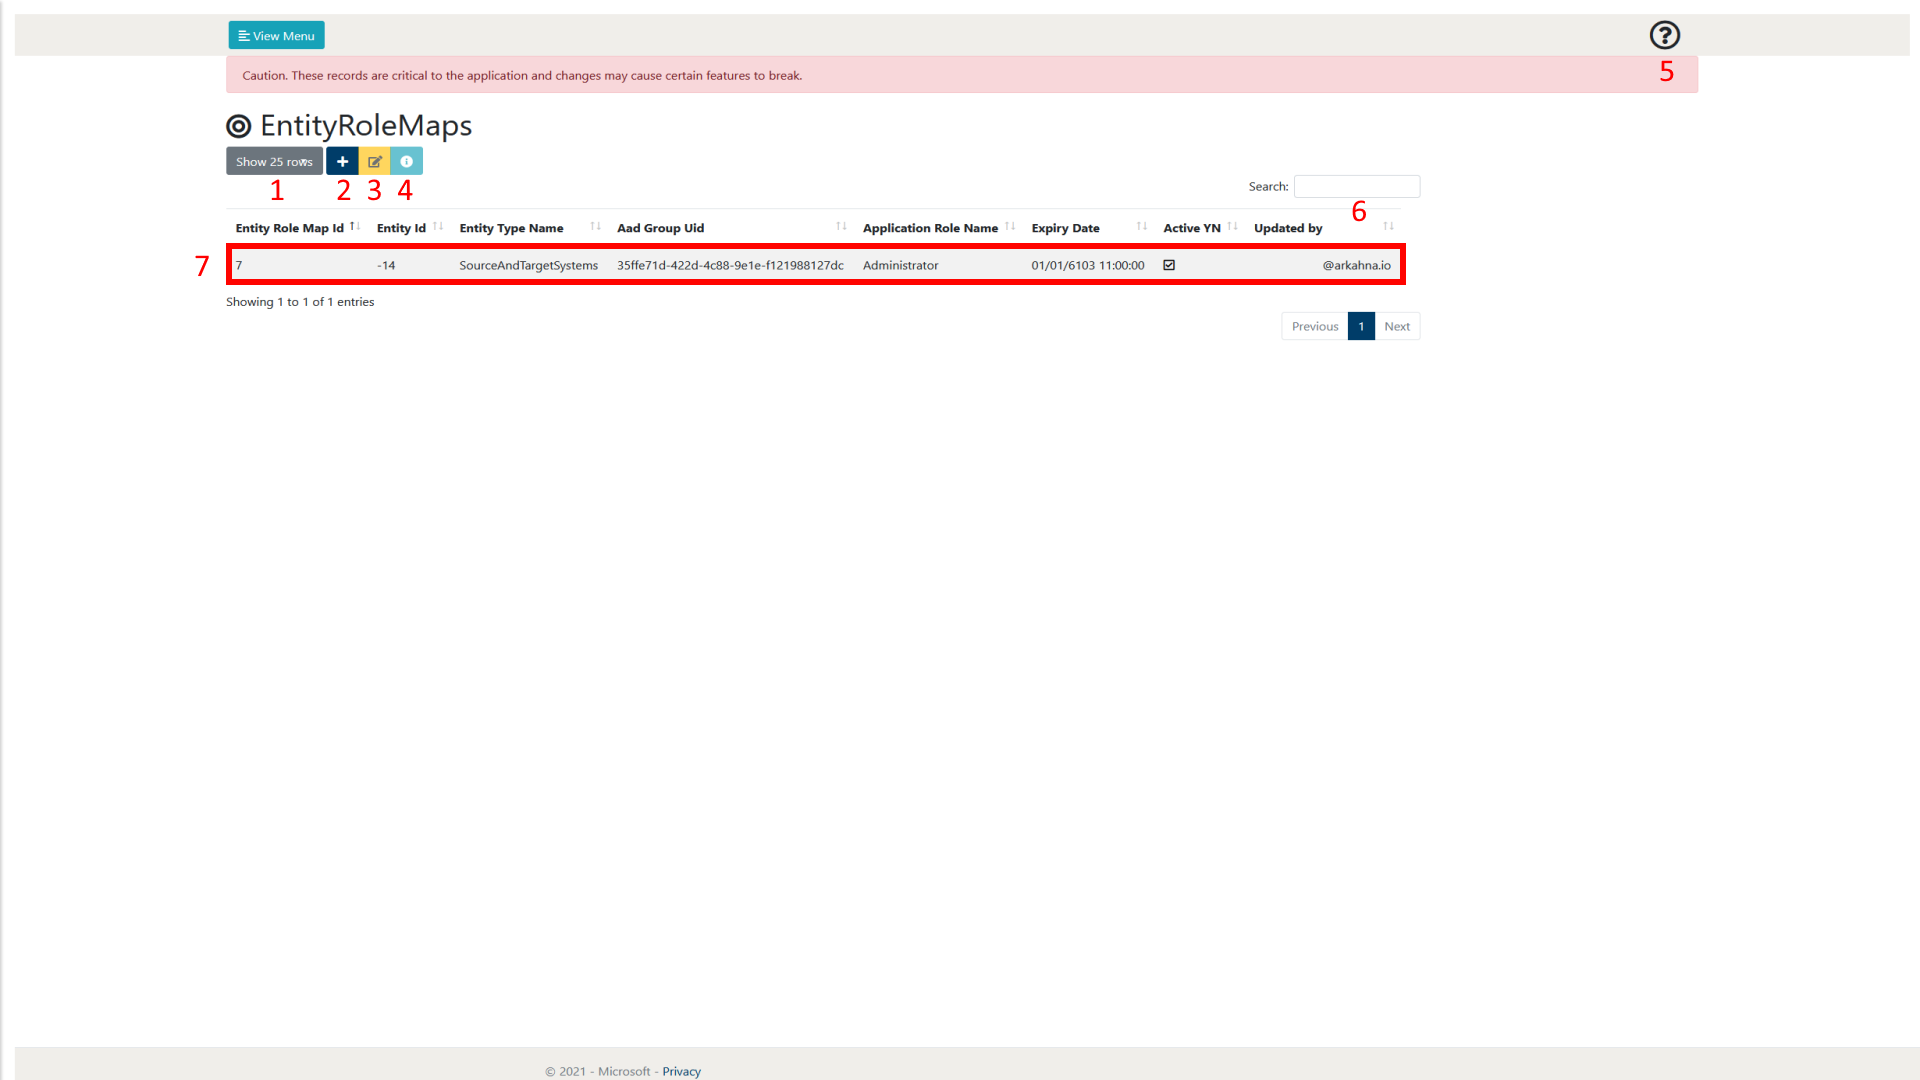 View Menu
5
Caution. These records are critical to the application and changes may cause certain features to break.
EntityRoleMaps
Show 25 rows
1 2 3 4
Search:
6
Entity Role Map Id Entity Id Entity Type Name Aad Group Uid Application Role Name Expiry Date Active YN Updated by
7 7 -14 SourceAndTargetSystems 35ffe71d-422d-4c88-9e1e-f121988127dc Administrator 01/01/6103 11:00:00 @arkahna.io
Showing 1 to 1 of 1 entries
Previous 1 Next
© 2021 - Microsoft - Privacy